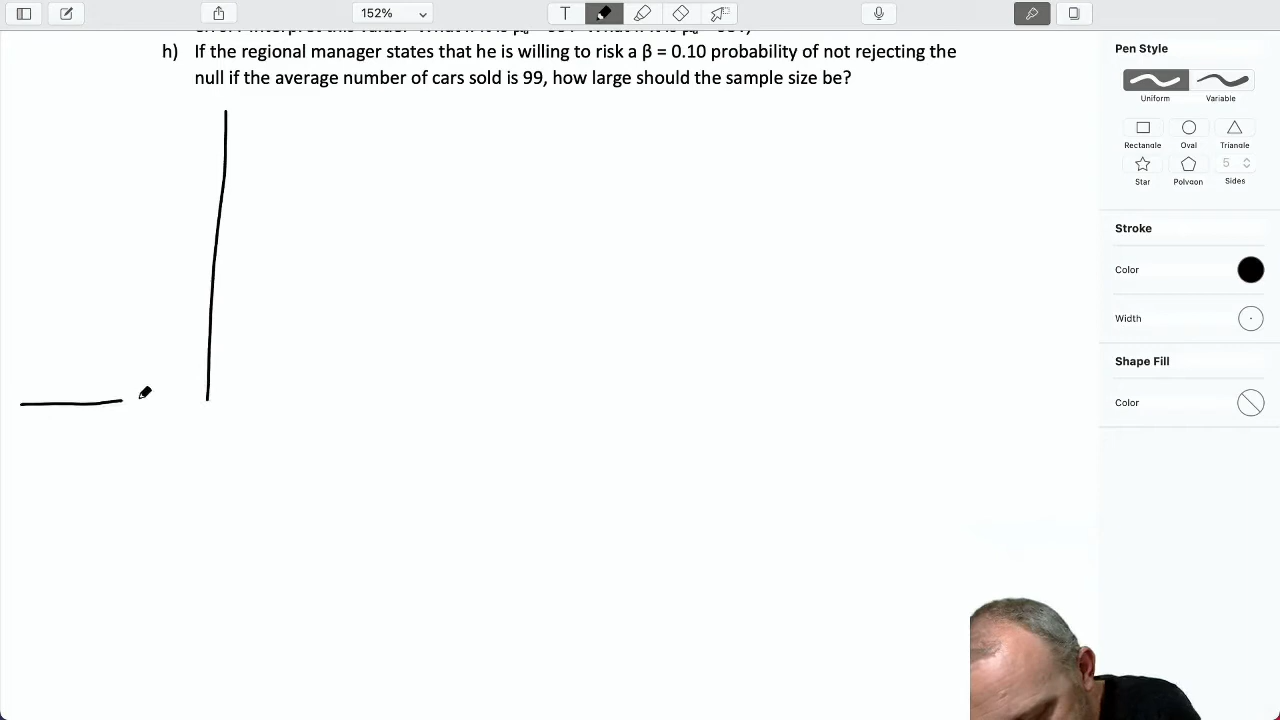 152%
T
h) If the regional manager states that he is willing to risk a β = 0.10 probability of not rejecting the
null if the average number of cars sold is 99, how large should the sample size be?
Pen Style
Uniform Variable
Rectangle Oval Triangle
5
Star Polygon Sides
Stroke
Color
Width
Shape Fill
Color